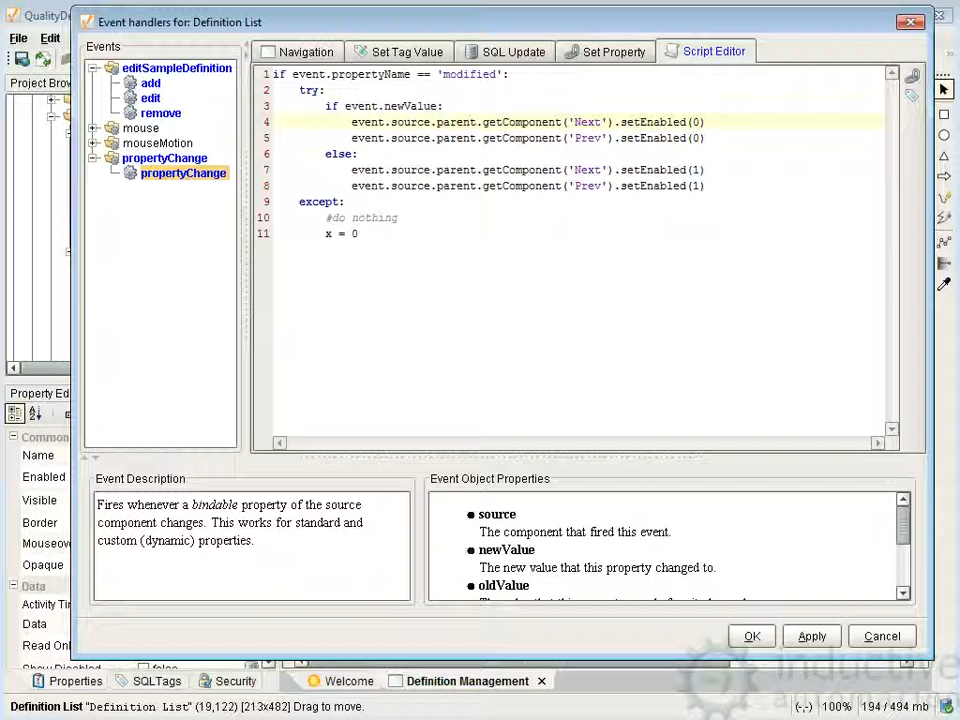 QualityDe
Event handlers for: Definition List
File Edit
Project Brow
Events
editSampleDefinition
add
edit
remove
mouse
mouseMotion
propertyChange
propertyChange
Navigation
Set Tag Value
SQL Update
Set Property
Script Editor
1 if event.propertyName == 'modified':
2 try:
3 if event.newValue:
4 event.source.parent.getComponent('Next').setEnabled(0)
5 event.source.parent.getComponent('Prev').setEnabled(0)
6 else:
7 event.source.parent.getComponent('Next').setEnabled(1)
8 event.source.parent.getComponent('Prev').setEnabled(1)
9 except:
10 #do nothing
11 x = 0
Property Ed
Common
Name
Enabled
Visible
Border
Mouseov
Opaque
Data
Activity Tim
Data
Read Only
Show Disabled
false
Event Description
Fires whenever a bindable property of the source
component changes. This works for standard and
custom (dynamic) properties.
Event Object Properties
source
The component that fired this event.
newValue
The new value that this property changed to.
oldValue
OK
Apply
Cancel
Properties
SQLTags
Security
Welcome
Definition Management
inductive
automation
Definition List "Definition List" (19,122) [213x482] Drag to move.
(-,-) 100% 194 / 494 mb